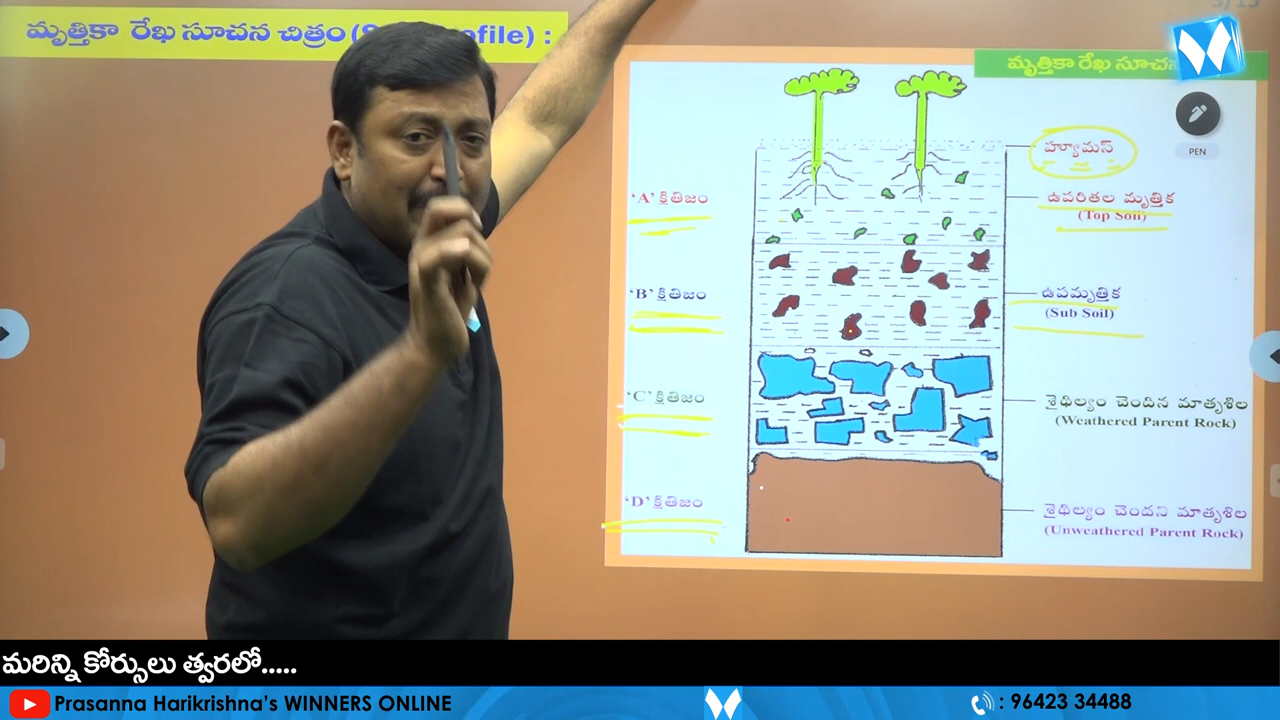 మృత్తికా రేఖ సూచన చిత్రం
మృత్తికా రేఖ
PEN
హ్యూమస్
'A' క్షితిజం
ఉపరితల మృత్తిక
(Top Soil)
'B' క్షితిజం
ఉపమృత్తిక
(Sub Soil)
'C' క్షితిజం
శైథిల్యం చెందిన మాతృశిల
(Weathered Parent Rock)
'D' క్షితిజం
శైథిల్యం చెందని మాతృశిల
(Unweathered Parent Rock)
మరిన్ని కోర్సులు త్వరలో.....
Prasanna Harikrishna's WINNERS ONLINE
: 96423 34488